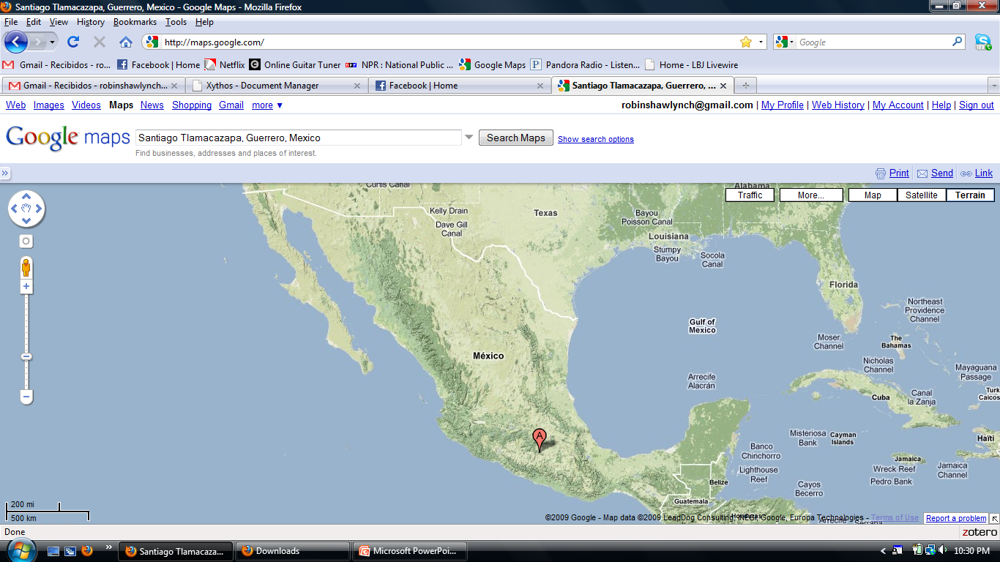 Santiago Tlamacazapa, Guerrero, Mexico - Google Maps - Mozilla Firefox
File Edit View History Bookmarks Tools Help
http://maps.google.com/
Google
Gmail - Recibidos - ro... Facebook | Home Netflix Online Guitar Tuner npr NPR : National Public ... Google Maps P Pandora Radio - Listen... Home - LBJ Livewire
Gmail - Recibidos - robinshawlynch... Xythos - Document Manager Facebook | Home Santiago Tlamacazapa, Guerrero, ...
Web Images Videos Maps News Shopping Gmail more ▼ robinshawlynch@gmail.com | My Profile | Web History | My Account | Help | Sign out
Google maps Santiago Tlamacazapa, Guerrero, Mexico Search Maps Show search options
Find businesses, addresses and places of interest.
» Print Send Link
Curtis Canal
Alabama
Traffic More... Map Satellite Terrain
Kelly Drain
Texas
Bayou
Poisson Canal
Dave Gill
Canal
Louisiana
Stumpy
Bayou
Socola
Canal
Florida
Northeast
Providence
Channel
Gulf of
Mexico
Moser
Channel
The
Bahamas
México
Nicholas
Channel
Mayaguana
Passage
Arrecife
Alacrán
Cuba
Canal
la Zanja
Turk
Caicos
A
Misteriosa
Bank
Cayman
Islands
Haïti
Banco
Chinchorro
Jamaica
Wreck Reef
Jamaica
Channel
Lighthouse
Reef
Pedro Bank
Belize
Cayos
Becerro
Guatemala
Honduras
Arrecife
Serrana
200 mi
500 km
©2009 Google - Map data ©2009 LeadDog Consulting, INEGI, Google, Europa Technologies - Terms of Use Report a problem
Done zotero
» Santiago Tlamacaza... Downloads Microsoft PowerPoi... < 10:30 PM